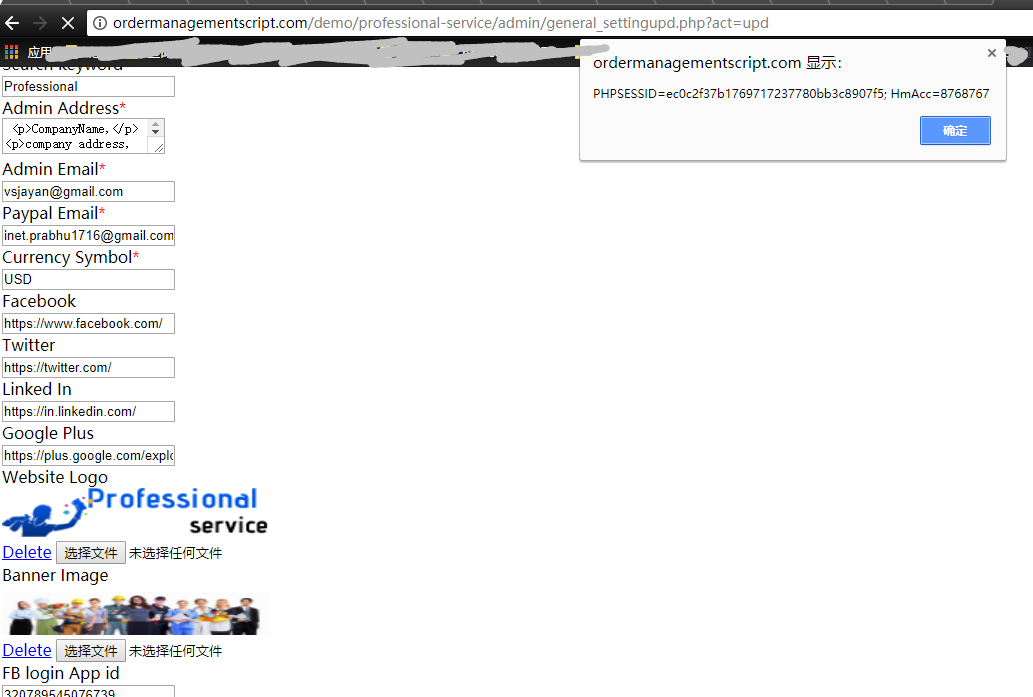 ordermanagementscript.com/demo/professional-service/admin/general_settingupd.php?act=upd
应用
Search Keyword
Professional
Admin Address*
<p>CompanyName,</p>
<p>company address,
Admin Email*
vsjayan@gmail.com
Paypal Email*
inet.prabhu1716@gmail.com
Currency Symbol*
USD
Facebook
https://www.facebook.com/
Twitter
https://twitter.com/
Linked In
https://in.linkedin.com/
Google Plus
https://plus.google.com/explo
Website Logo
Professional
service
Delete 选择文件 未选择任何文件
Banner Image
Delete 选择文件 未选择任何文件
FB login App id
320789545076739
ordermanagementscript.com 显示:
PHPSESSID=ec0c2f37b1769717237780bb3c8907f5; HmAcc=8768767
确定